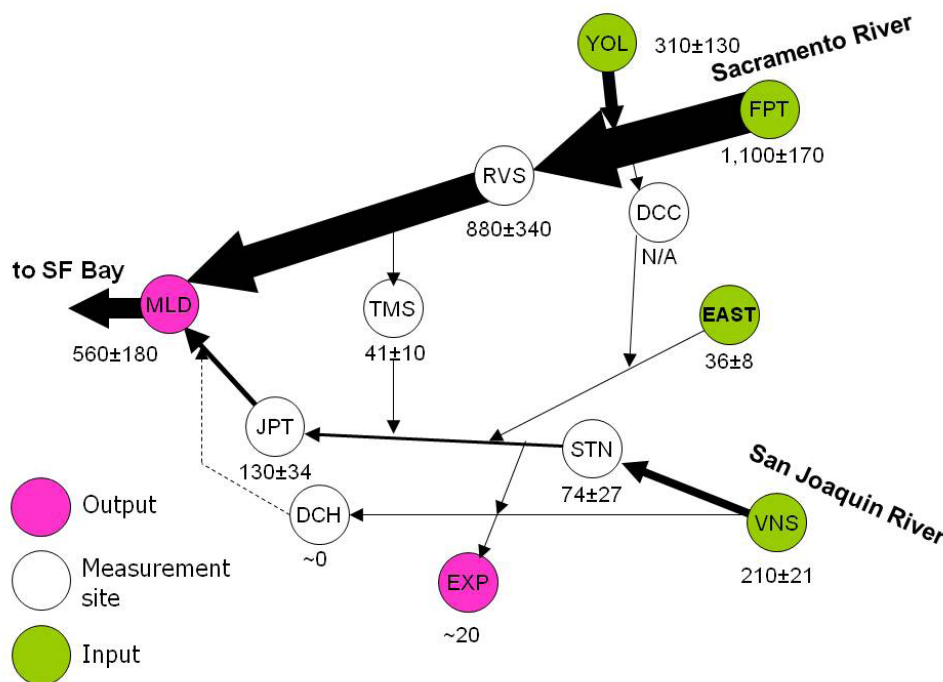 YOL
310±130
Sacramento River
FPT
1,100±170
RVS
880±340
DCC
N/A
to SF Bay
MLD
560±180
TMS
41±10
EAST
36±8
JPT
130±34
STN
74±27
San Joaquin River
VNS
210±21
DCH
~0
EXP
~20
Output
Measurement
site
Input